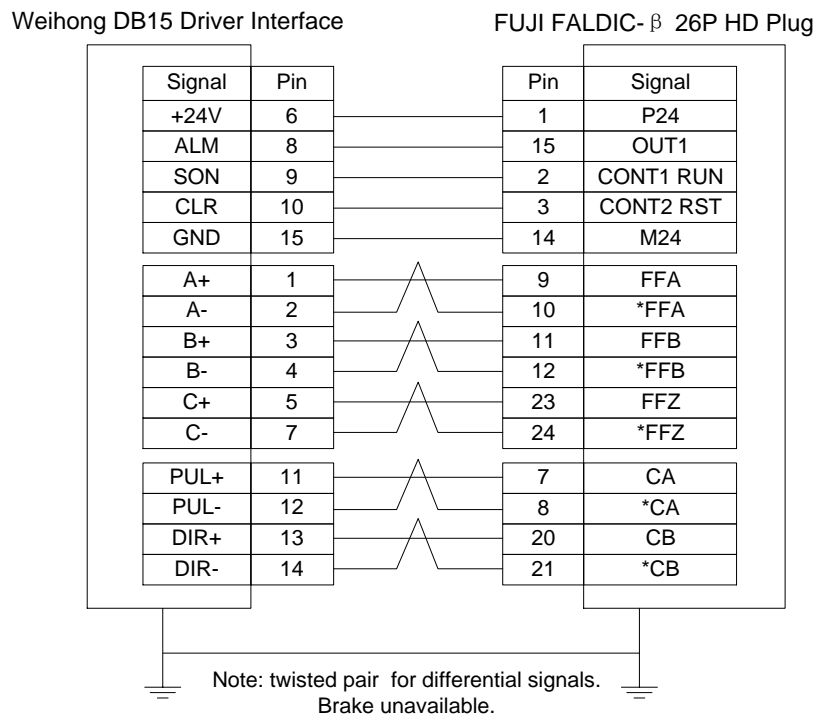 Weihong DB15 Driver Interface FUJI FALDIC-β 26P HD Plug
Signal Pin Pin Signal
+24V 6 1 P24
ALM 8 15 OUT1
SON 9 2 CONT1 RUN
CLR 10 3 CONT2 RST
GND 15 14 M24
A+ 1 9 FFA
A- 2 10 *FFA
B+ 3 11 FFB
B- 4 12 *FFB
C+ 5 23 FFZ
C- 7 24 *FFZ
PUL+ 11 7 CA
PUL- 12 8 *CA
DIR+ 13 20 CB
DIR- 14 21 *CB
Note: twisted pair for differential signals.
Brake unavailable.